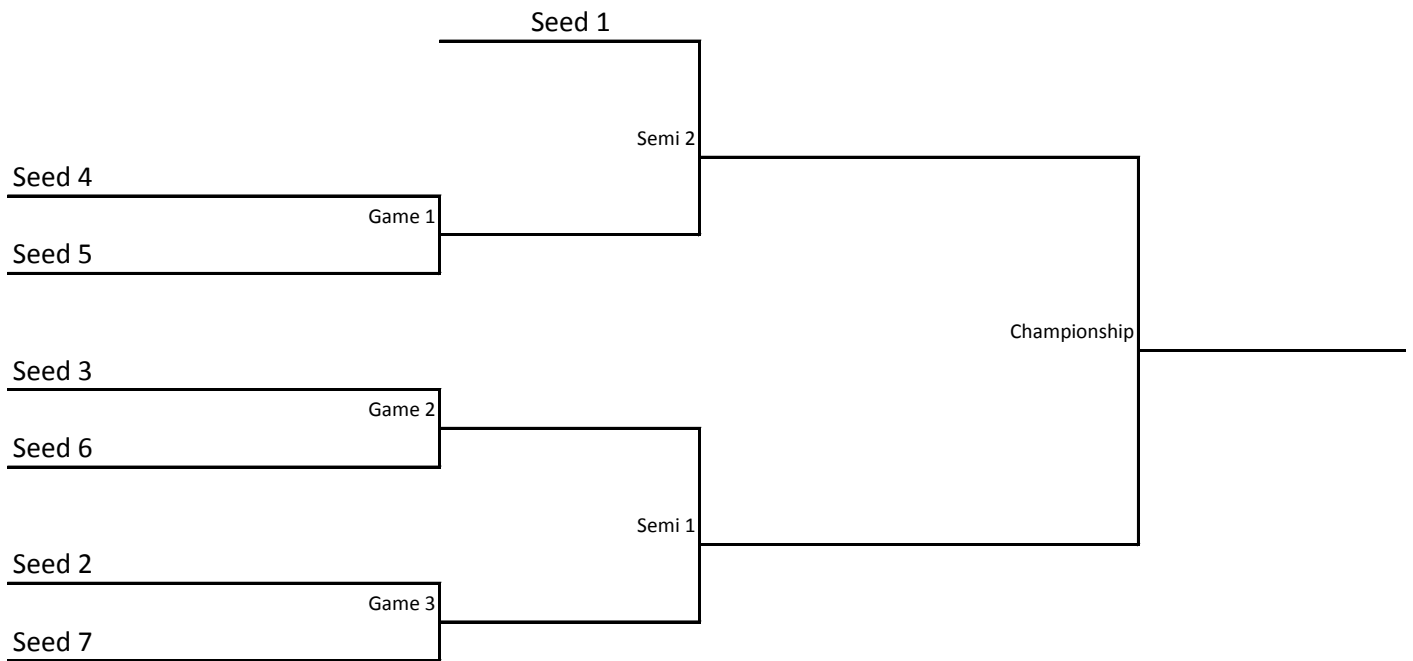 Seed 1
Semi 2
Seed 4
Game 1
Seed 5
Championship
Seed 3
Game 2
Seed 6
Semi 1
Seed 2
Game 3
Seed 7